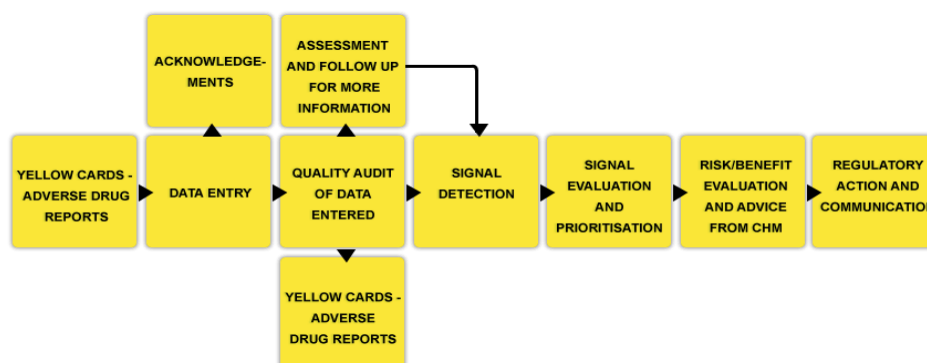 ACKNOWLEDGE-
MENTS
ASSESSMENT
AND FOLLOW UP
FOR MORE
INFORMATION
YELLOW CARDS -
ADVERSE DRUG
REPORTS
DATA ENTRY
QUALITY AUDIT
OF DATA
ENTERED
SIGNAL
DETECTION
SIGNAL
EVALUATION
AND
PRIORITISATION
RISK/BENEFIT
EVALUATION
AND ADVICE
FROM CHM
REGULATORY
ACTION AND
COMMUNICATION
YELLOW CARDS -
ADVERSE
DRUG REPORTS